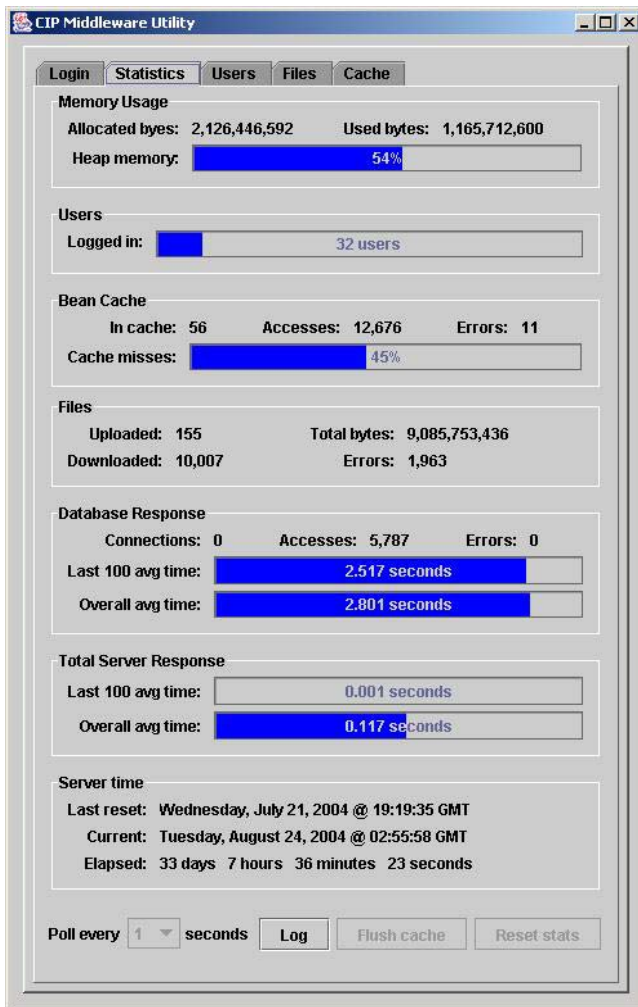 CIP Middleware Utility
Login Statistics Users Files Cache
Memory Usage
Allocated byes: 2,126,446,592 Used bytes: 1,165,712,600
Heap memory: 54%
Users
Logged in: 32 users
Bean Cache
In cache: 56 Accesses: 12,676 Errors: 11
Cache misses: 45%
Files
Uploaded: 155 Total bytes: 9,085,753,436
Downloaded: 10,007 Errors: 1,963
Database Response
Connections: 0 Accesses: 5,787 Errors: 0
Last 100 avg time: 2.517 seconds
Overall avg time: 2.801 seconds
Total Server Response
Last 100 avg time: 0.001 seconds
Overall avg time: 0.117 seconds
Server time
Last reset: Wednesday, July 21, 2004 @ 19:19:35 GMT
Current: Tuesday, August 24, 2004 @ 02:55:58 GMT
Elapsed: 33 days 7 hours 36 minutes 23 seconds
Poll every 1 seconds Log Flush cache Reset stats